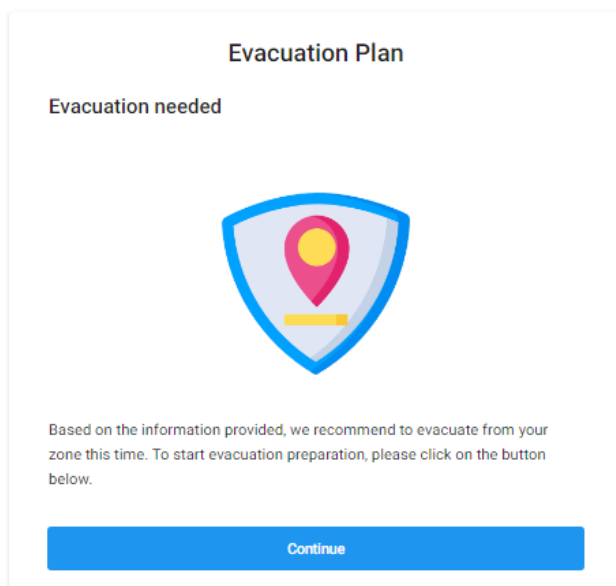 Evacuation Plan
Evacuation needed
Based on the information provided, we recommend to evacuate from your
zone this time. To start evacuation preparation, please click on the button
below.
Continue